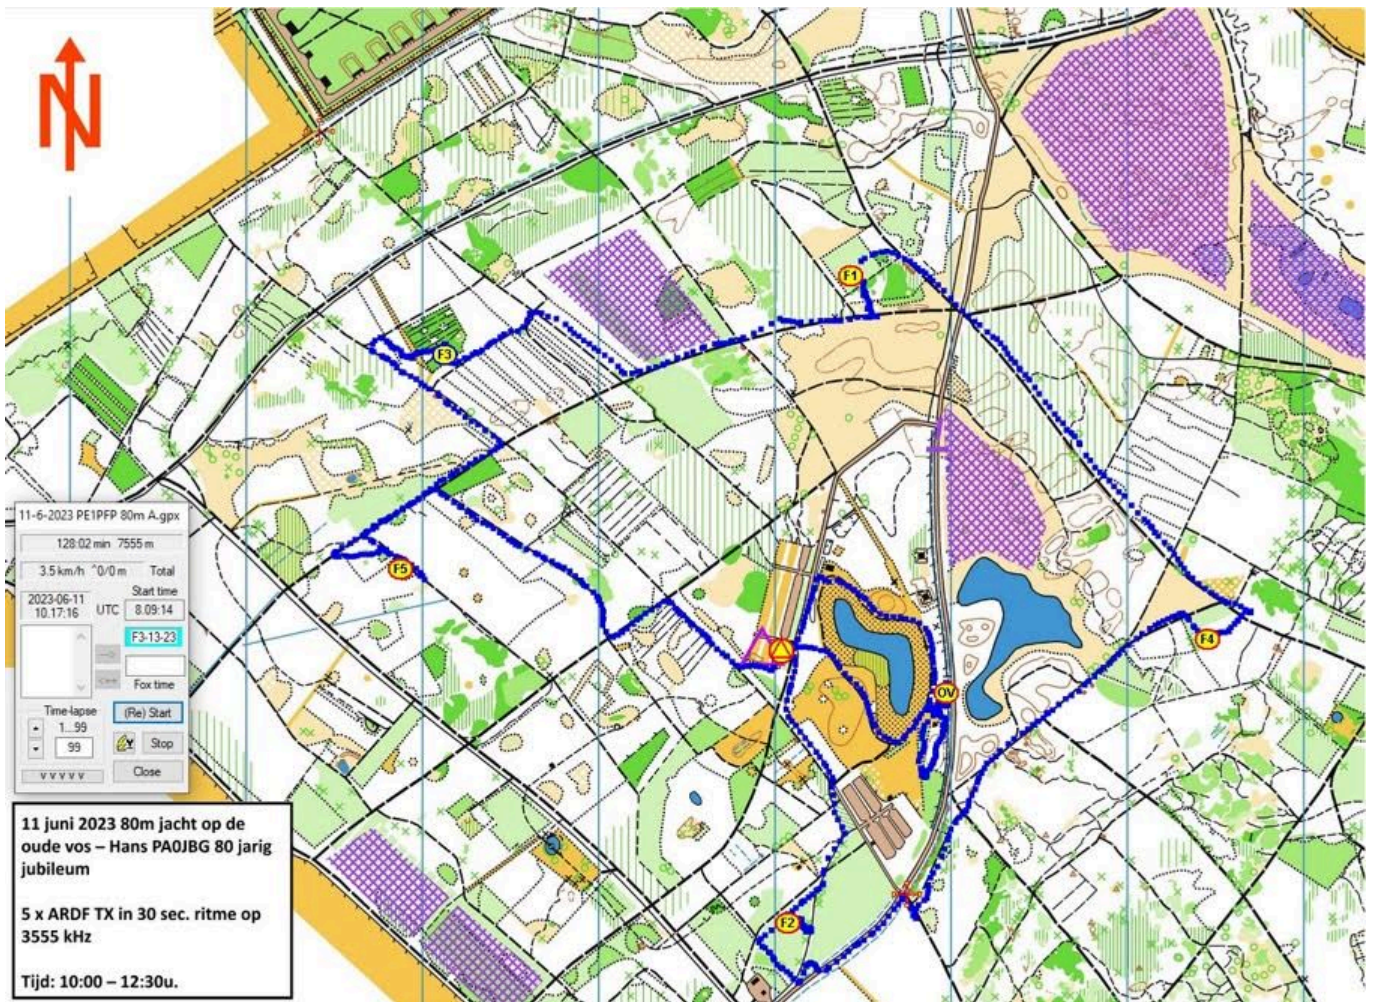 N
F1
F3
F5
F4
OV
F2
11-6-2023 PE1PFP 80m A.gpx
128:02 min 7555 m
3.5 km/h ^0/0 m Total
Start time
2023-06-11
10.17:16
UTC
8.09:14
F3-13-23
Fox time
Time-lapse
1...99
99
(Re) Start
Stop
Close
v v v v v
11 juni 2023 80m jacht op de
oude vos – Hans PA0JBG 80 jarig
jubileum
5 x ARDF TX in 30 sec. ritme op
3555 kHz
Tijd: 10:00 – 12:30u.